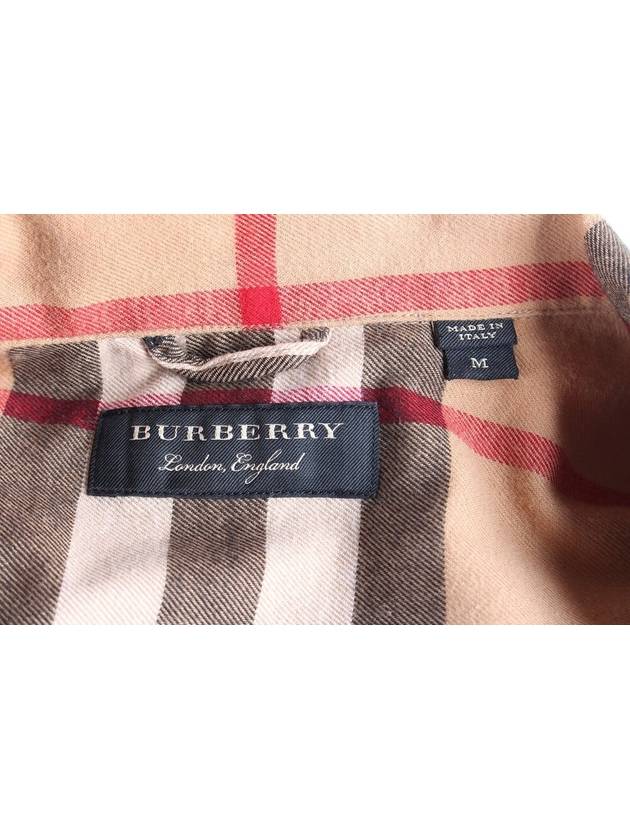 MADE IN
ITALY
M
BURBERRY
London, England